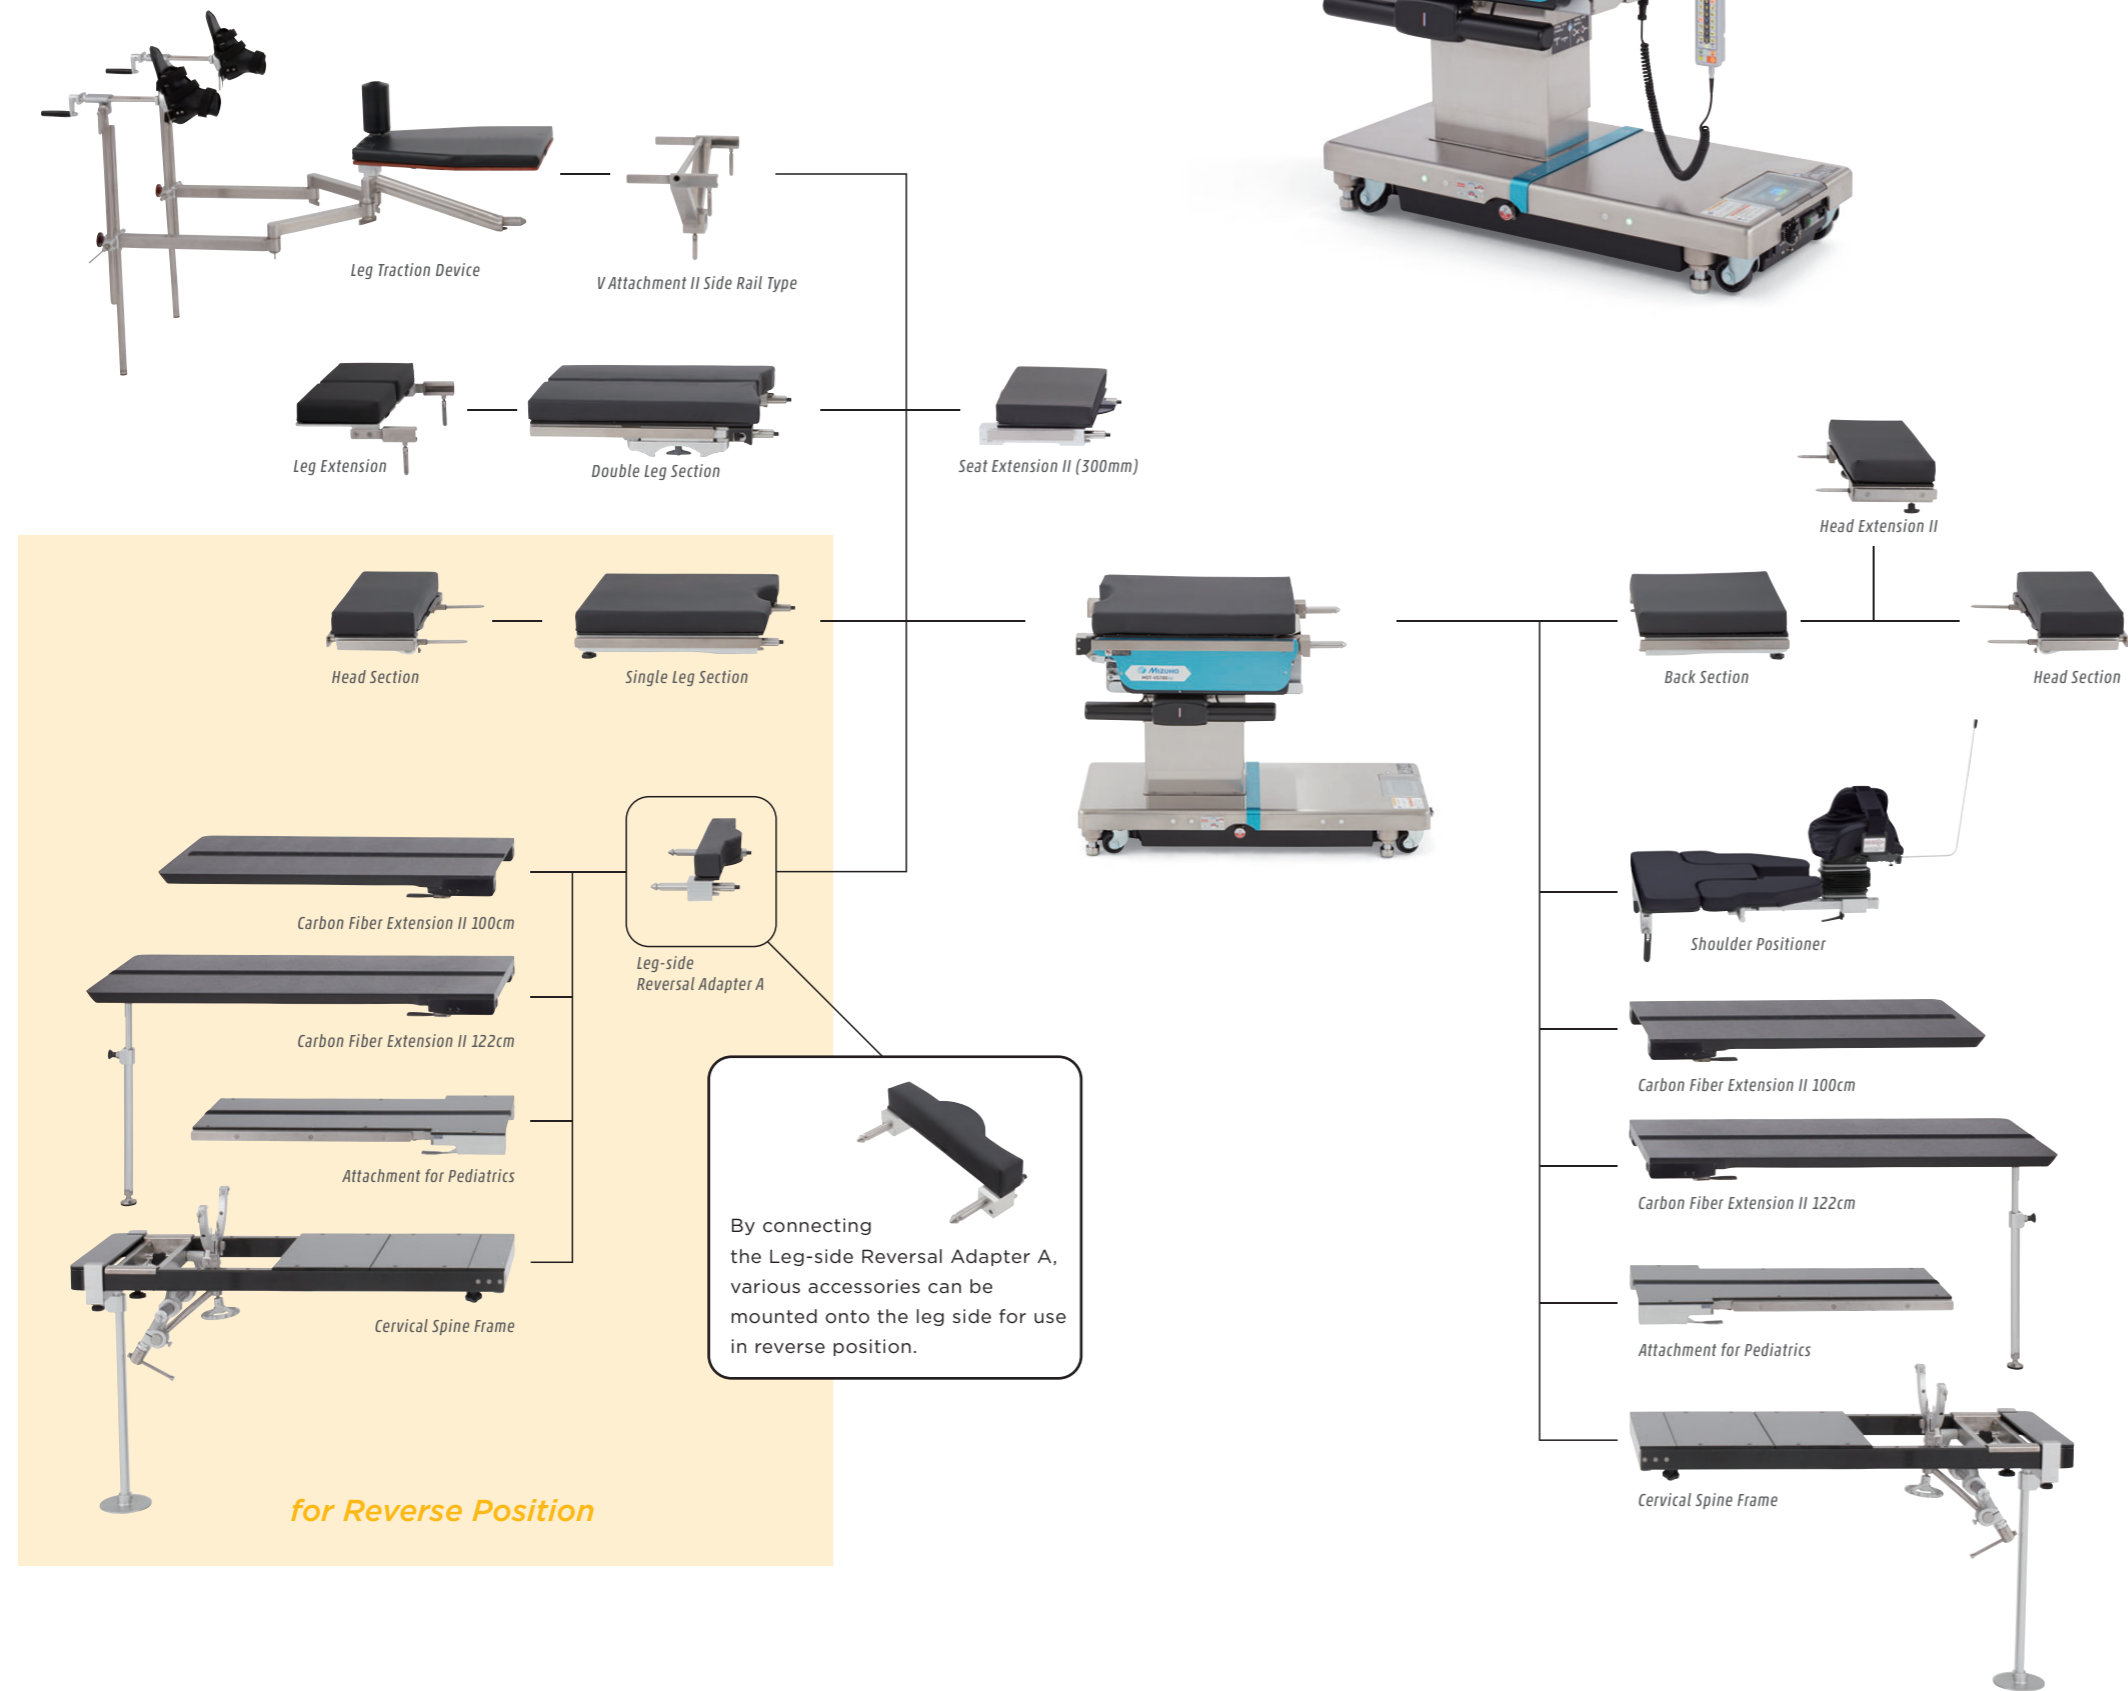 Leg Traction Device
V Attachment II Side Rail Type
Leg Extension
Double Leg Section
Seat Extension II (300mm)
Head Extension II
Head Section
Single Leg Section
MIZUHO
Back Section
Head Section
Carbon Fiber Extension II 100cm
Leg-side
Reversal Adapter A
Carbon Fiber Extension II 122cm
Attachment for Pediatrics
Cervical Spine Frame
By connecting
the Leg-side Reversal Adapter A,
various accessories can be
mounted onto the leg side for use
in reverse position.
for Reverse Position
Shoulder Positioner
Carbon Fiber Extension II 100cm
Carbon Fiber Extension II 122cm
Attachment for Pediatrics
Cervical Spine Frame